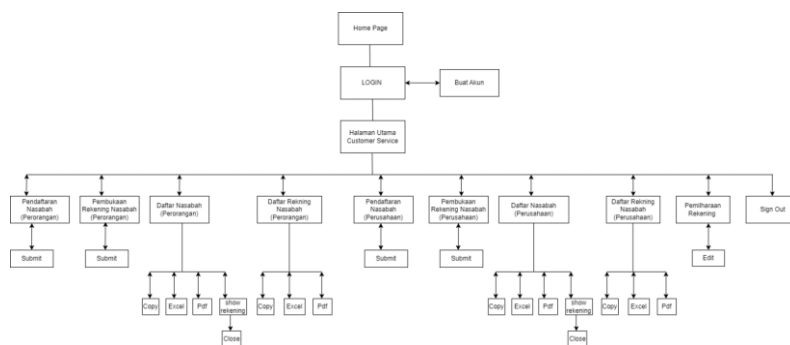 Home Page
LOGIN
Buat Akun
Halaman Utama
Customer Service
Pendaftaran
Nasabah
(Perorangan)
Pembukaan
Rekening Nasabah
(Perorangan)
Daftar Nasabah
(Perorangan)
Daftar Rekning
Nasabah
(Perorangan)
Pendaftaran
Nasabah
(Perusahaan)
Pembukaan
Rekening Nasabah
(Perusahaan)
Daftar Nasabah
(Perusahaan)
Daftar Rekning
Nasabah
(Perusahaan)
Pemilharaan
Rekening
Sign Out
Submit
Submit
Submit
Submit
Edit
Copy
Excel
Pdf
show
rekening
Copy
Excel
Pdf
Copy
Excel
Pdf
show
rekening
Copy
Excel
Pdf
Close
Close